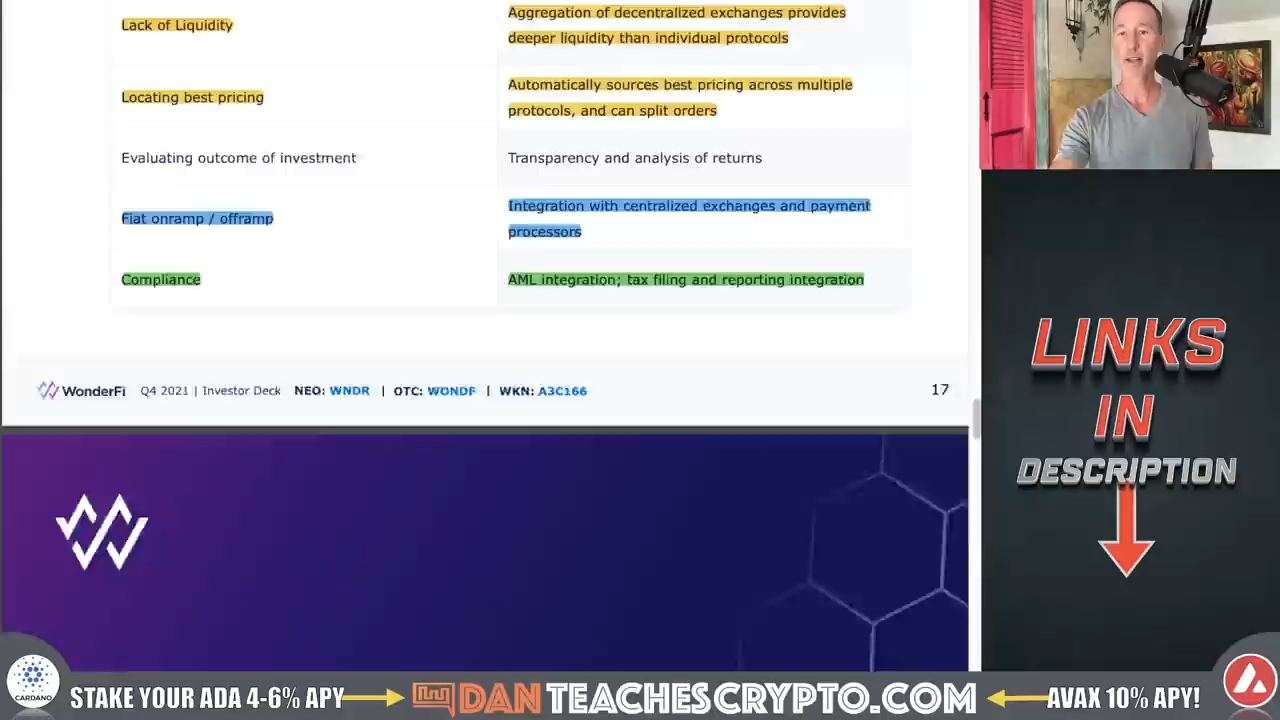 Lack of Liquidity
Aggregation of decentralized exchanges provides
deeper liquidity than individual protocols
Locating best pricing
Automatically sources best pricing across multiple
protocols, and can split orders
Evaluating outcome of investment
Transparency and analysis of returns
Fiat onramp / offramp
Integration with centralized exchanges and payment
processors
Compliance
AML integration; tax filing and reporting integration
WonderFi Q4 2021 | Investor Deck NEO: WNDR | OTC: WONDF | WKN: A3C166
17
LINKS
IN
DESCRIPTION
CARDANO
STAKE YOUR ADA 4-6% APY
DANTEACHESCRYPTO.COM
AVAX 10% APY!